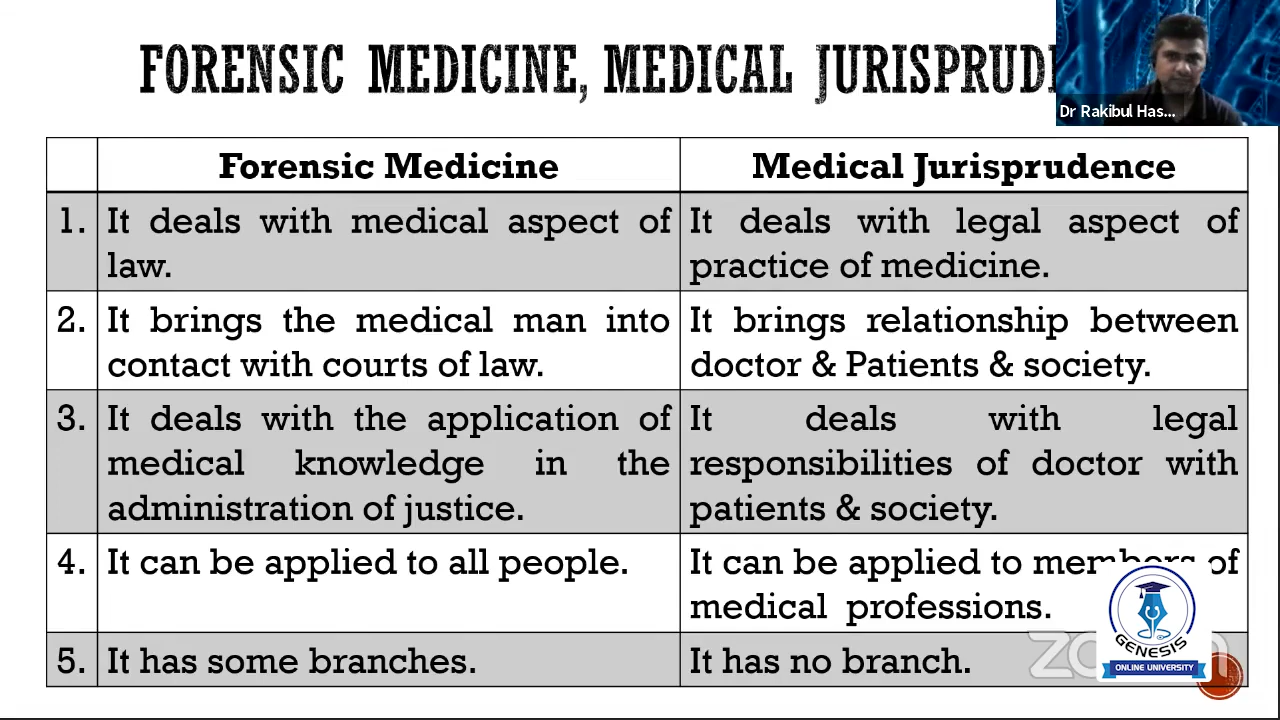 FORENSIC MEDICINE, MEDICAL
Dr Rakibul Has...
Forensic Medicine Medical Jurisprudence
1. It deals with medical aspect of
law.
It deals with legal aspect of
practice of medicine.
2. It brings the medical man into
contact with courts of law.
It brings relationship between
doctor & Patients & society.
3. It deals with the application of
medical knowledge in the
administration of justice.
It deals with legal
responsibilities of doctor with
patients & society.
4. It can be applied to all people.
It can be applied to members of
medical professions.
5. It has some branches.
It has no branch.
GENESIS
ONLINE UNIVERSITY